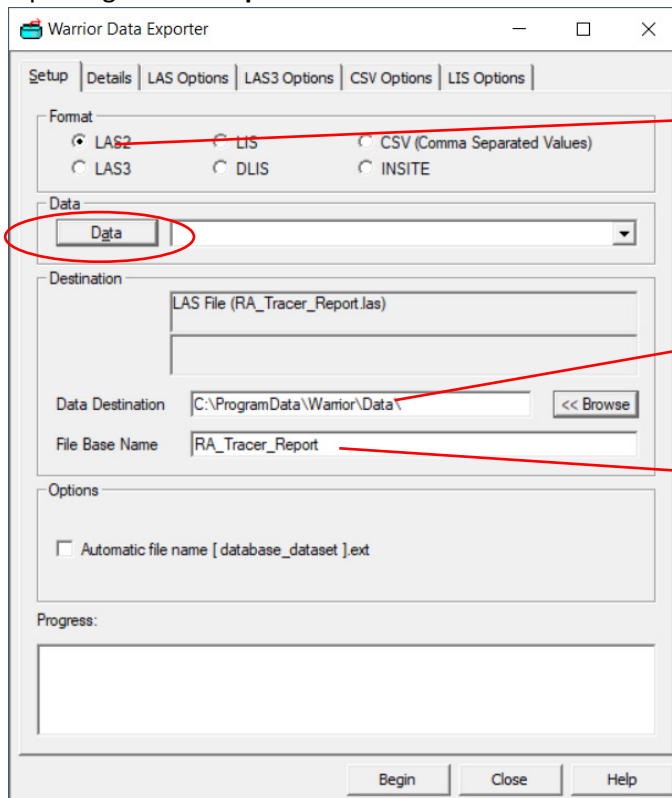 Warrior Data Exporter
Setup Details LAS Options LAS3 Options CSV Options LIS Options
Format
LAS2 LIS CSV (Comma Separated Values)
LAS3 DLIS INSITE
Data
Data
Destination
LAS File (RA_Tracer_Report.las)
Data Destination C:\ProgramData\Warrior\Data\ << Browse
File Base Name RA_Tracer_Report
Options
Automatic file name [ database_dataset ].ext
Progress:
Begin Close Help